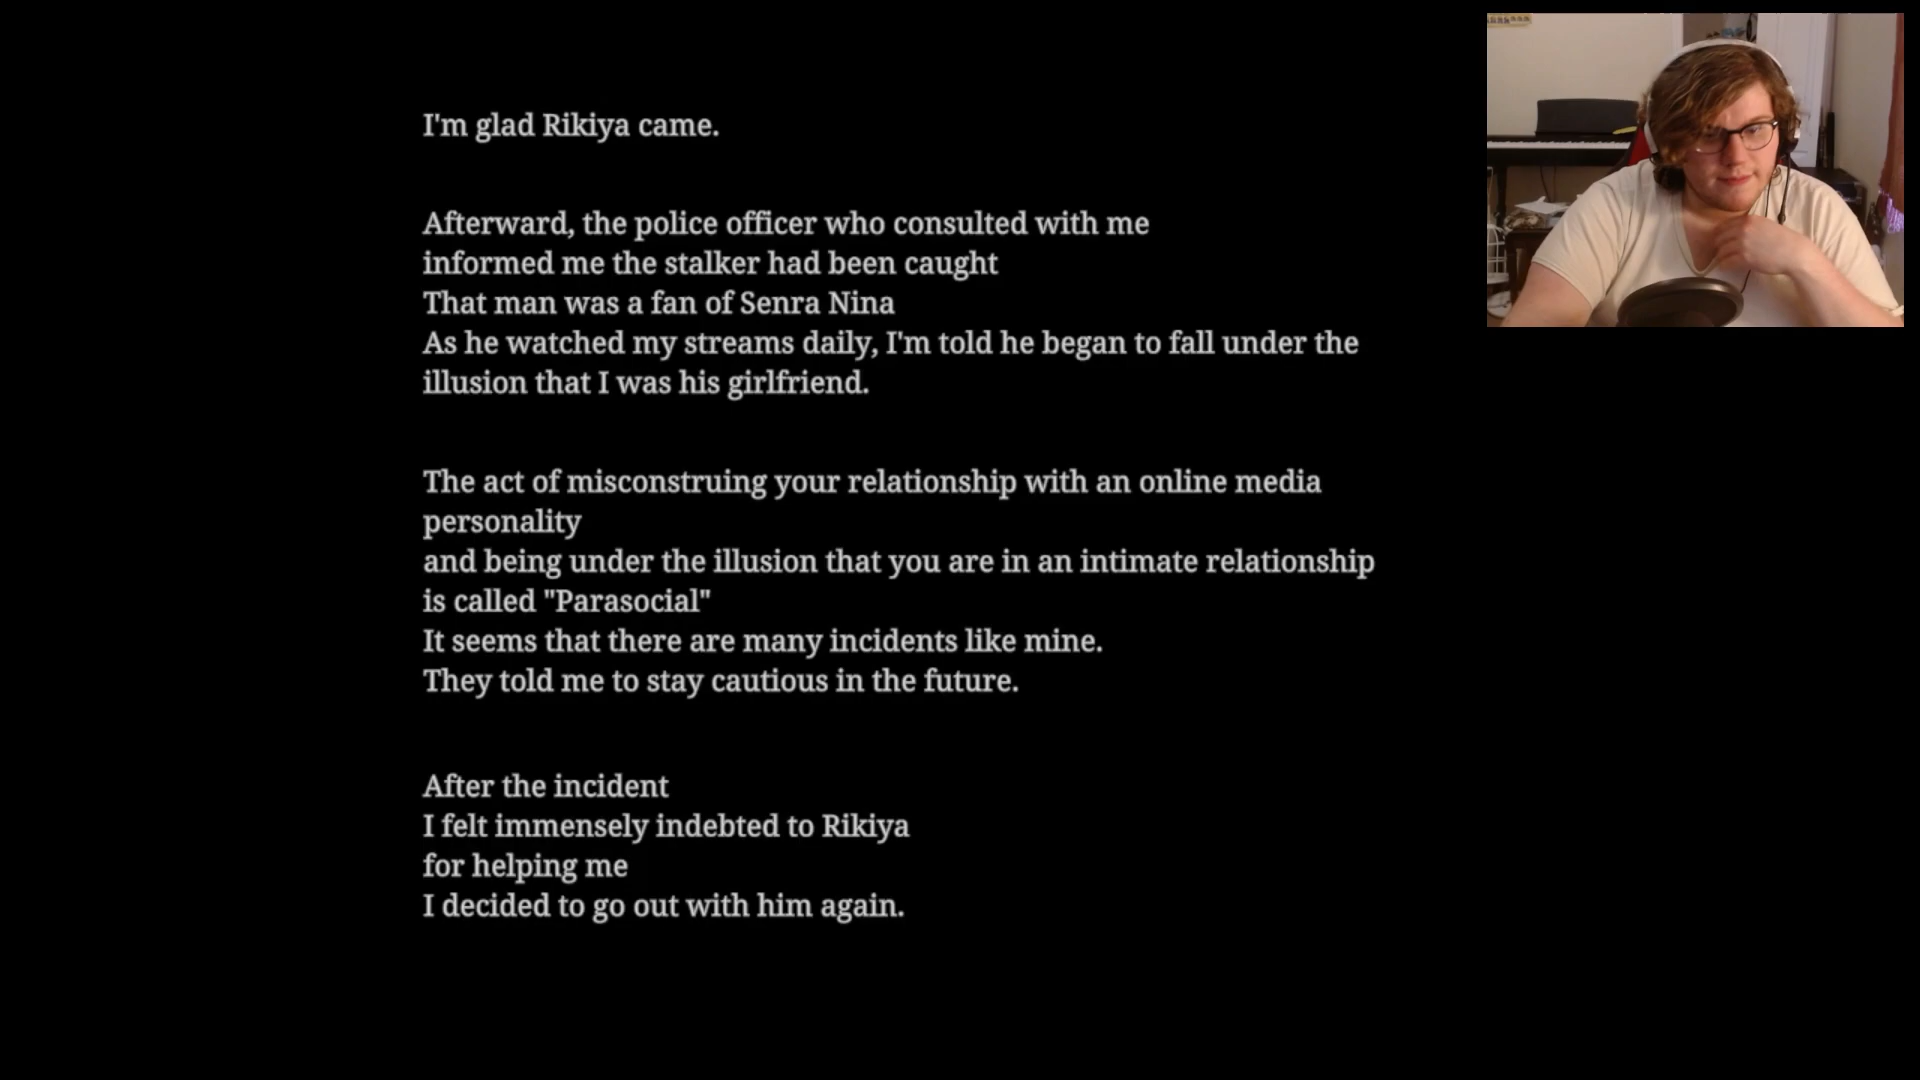 I'm glad Rikiya came.
Afterward, the police officer who consulted with me
informed me the stalker had been caught
That man was a fan of Senra Nina
As he watched my streams daily, I'm told he began to fall under the
illusion that I was his girlfriend.
The act of misconstruing your relationship with an online media
personality
and being under the illusion that you are in an intimate relationship
is called "Parasocial"
It seems that there are many incidents like mine.
They told me to stay cautious in the future.
After the incident
I felt immensely indebted to Rikiya
for helping me
I decided to go out with him again.